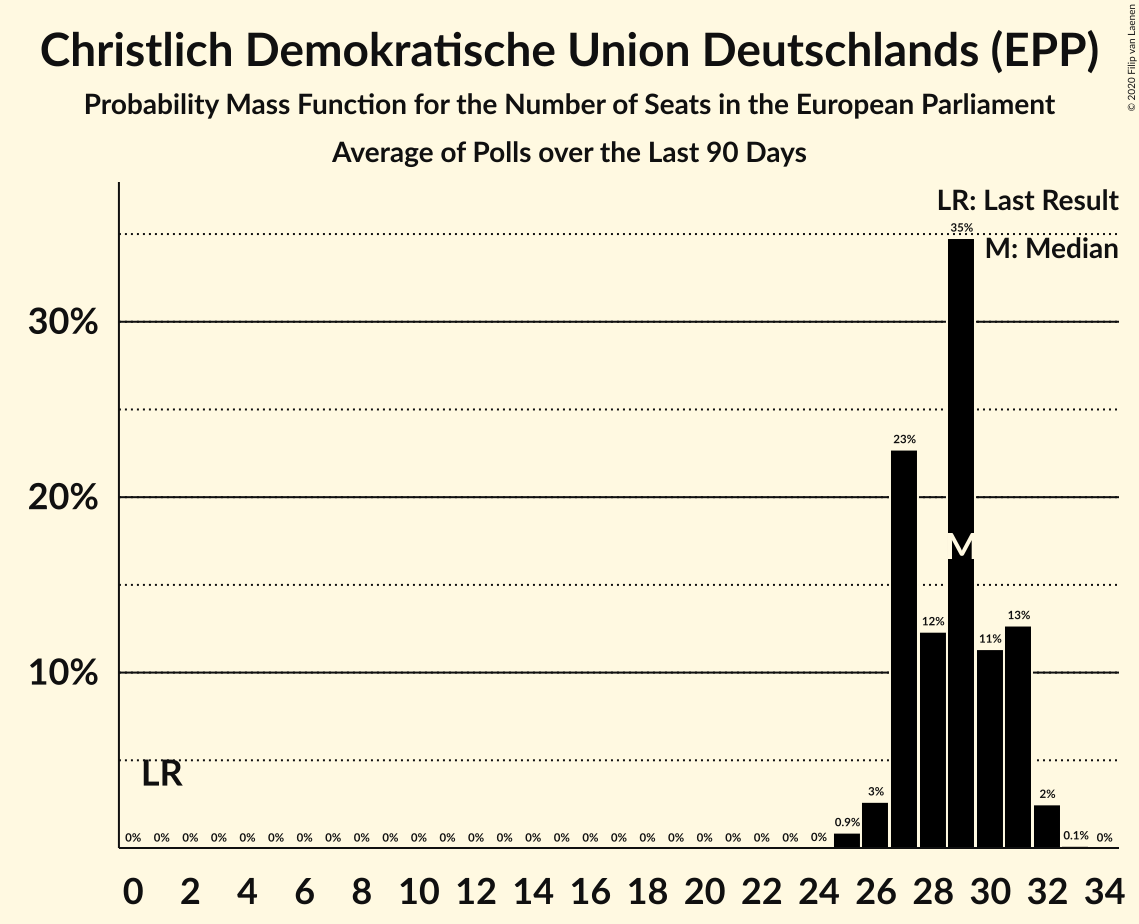 Christlich Demokratische Union Deutschlands (EPP)
Probability Mass Function for the Number of Seats in the European Parliament
Average of Polls over the Last 90 Days
© 2020 Filip van Laenen
LR: Last Result
M: Median
30%
20%
10%
35%
23%
12%
11%
13%
M
LR
0% 0% 0% 0% 0% 0% 0% 0% 0% 0% 0% 0% 0% 0% 0% 0% 0% 0% 0% 0% 0% 0% 0% 0% 0% 0.9% 3% 2% 0.1% 0%
0 2 4 6 8 10 12 14 16 18 20 22 24 26 28 30 32 34